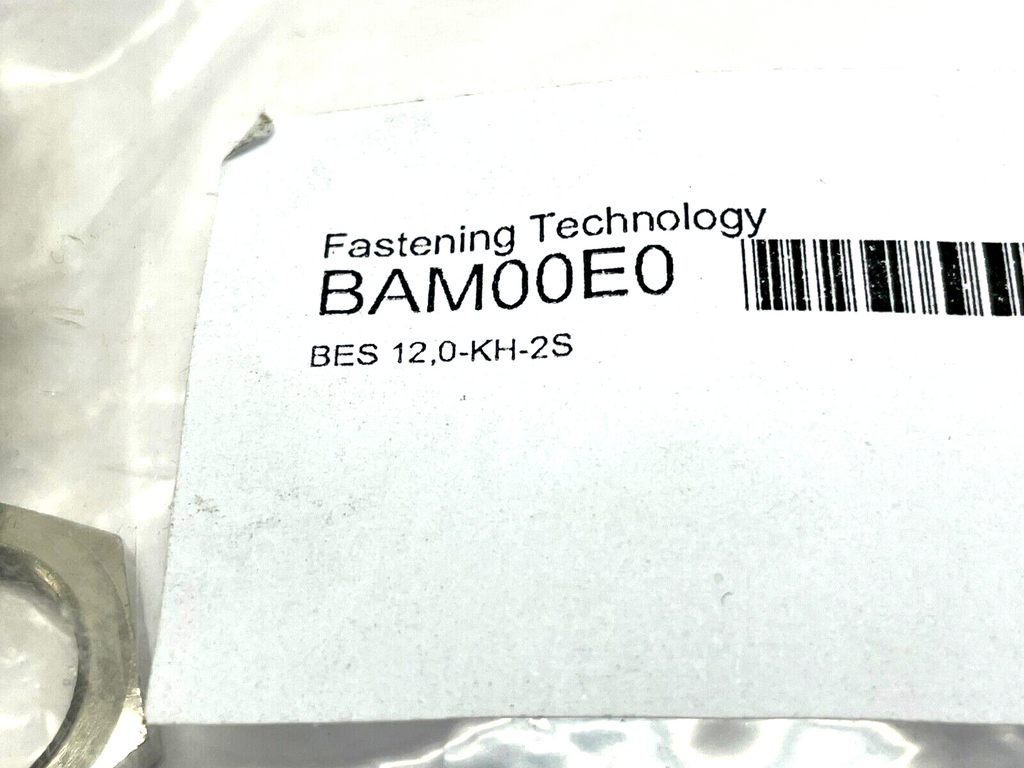 Fastening Technology
BAM00E0
BES 12,0-KH-2S